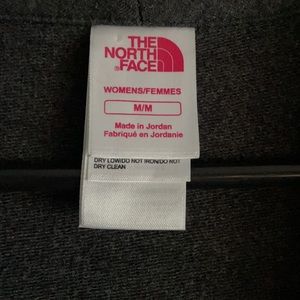 THE
NORTH
FACE
WOMENS/FEMMES
M/M
Made in Jordan
Fabriqué en Jordanie
DRY LOW/DO NOT IRON/DO NOT
DRY CLEAN